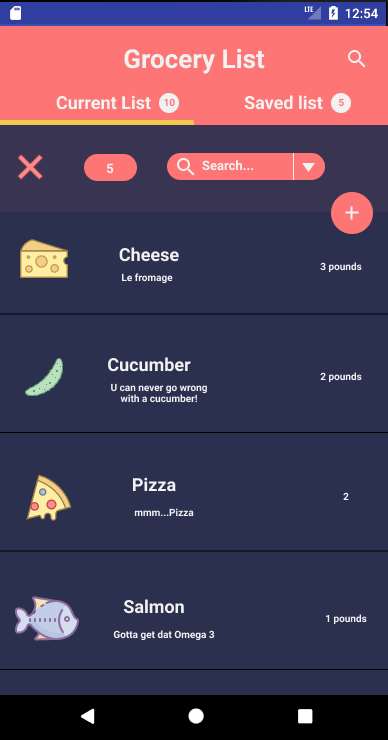 LTE 12:54
Grocery List
Current List 10 Saved list 5
5 Search...
+
Cheese
Le fromage
3 pounds
Cucumber
U can never go wrong
with a cucumber!
2 pounds
Pizza
mmm...Pizza
2
Salmon
Gotta get dat Omega 3
1 pounds